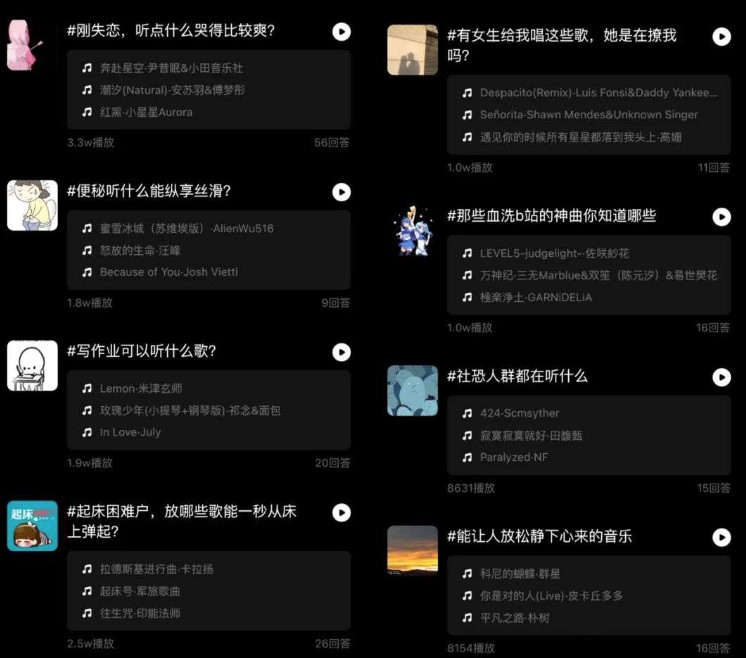 #刚失恋，听点什么哭得比较爽？
奔赴星空·尹昔眠&小田音乐社
潮汐(Natural)·安苏羽&傅梦彤
红黑·小星星Aurora
3.3w播放
56回答
#便秘听什么能纵享丝滑？
蜜雪冰城（苏维埃版）·AlienWu516
怒放的生命·汪峰
Because of You·Josh Vietti
1.8w播放
9回答
#写作业可以听什么歌？
Lemon·米津玄师
玫瑰少年(小提琴+钢琴版)·祁念&面包
In Love·July
1.9w播放
20回答
起床
#起床困难户，放哪些歌能一秒从床
上弹起？
拉德斯基进行曲·卡拉扬
起床号·军旅歌曲
往生咒·印能法师
2.5w播放
26回答
#有女生给我唱这些歌，她是在撩我
吗？
Despacito(Remix)·Luis Fonsi&Daddy Yankee...
Señorita·Shawn Mendes&Unknown Singer
遇见你的时候所有星星都落到我头上·高姗
1.0w播放
11回答
#那些血洗b站的神曲你知道哪些
LEVEL5-judgelight-·佐咲紗花
万神纪·三无Marblue&双笙（陈元汐）&易世樊花
極楽浄土·GARNiDELiA
1.0w播放
16回答
#社恐人群都在听什么
424·Scmsyther
寂寞寂寞就好·田馥甄
Paralyzed·NF
8631播放
15回答
#能让人放松静下心来的音乐
科尼的蝴蝶·群星
你是对的人(Live)·皮卡丘多多
平凡之路·朴树
8154播放
16回答